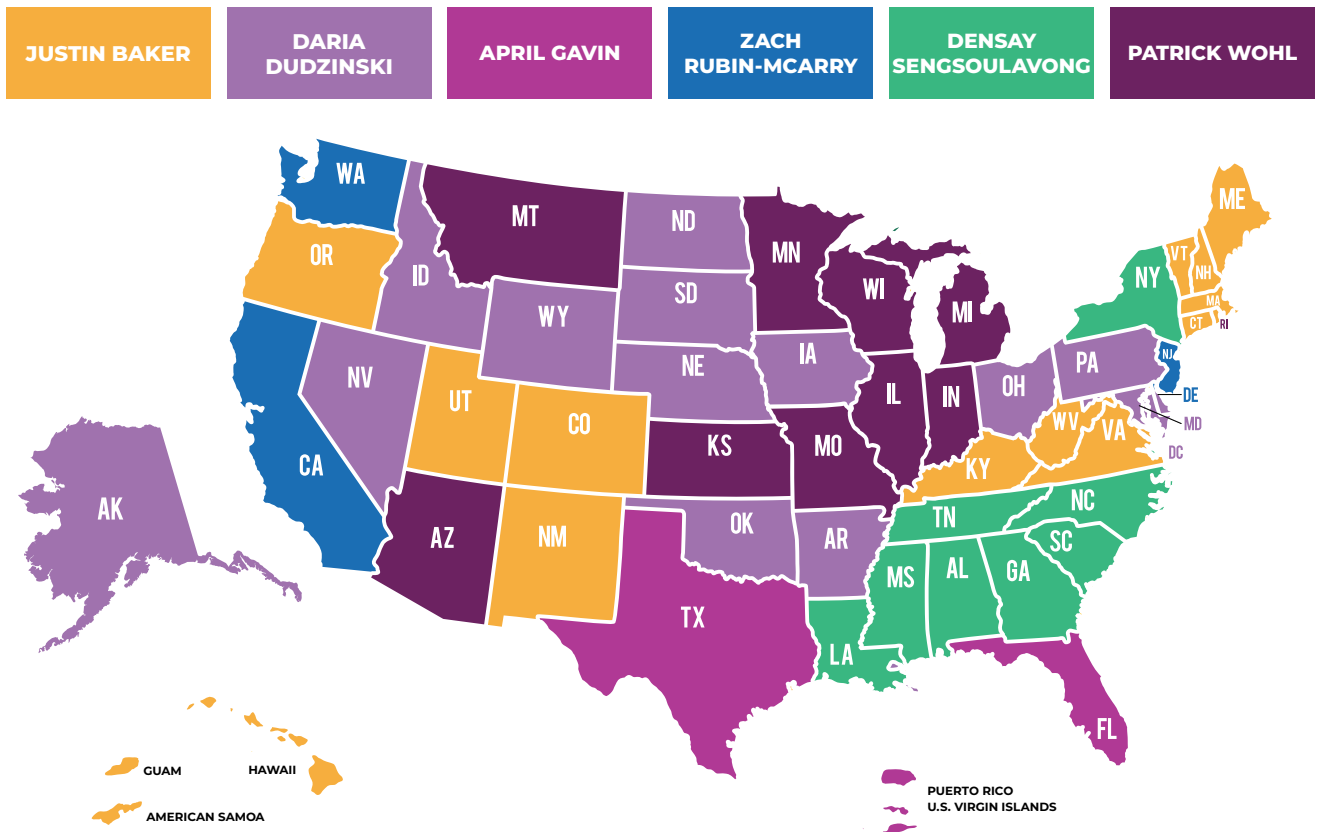 JUSTIN BAKER
DARIA
DUDZINSKI
APRIL GAVIN
ZACH
RUBIN-MCARRY
DENSAY
SENGSOULAVONG
PATRICK WOHL
WA
OR
CA
ID
NV
MT
WY
UT
AZ
CO
NM
ND
SD
NE
KS
OK
TX
MN
IA
MO
AR
LA
WI
IL
MI
IN
OH
KY
TN
MS
AL
GA
FL
SC
NC
VA
WV
PA
NY
VT
NH
ME
MA
CT
RI
NJ
DE
MD
DC
AK
GUAM
HAWAII
AMERICAN SAMOA
PUERTO RICO
U.S. VIRGIN ISLANDS